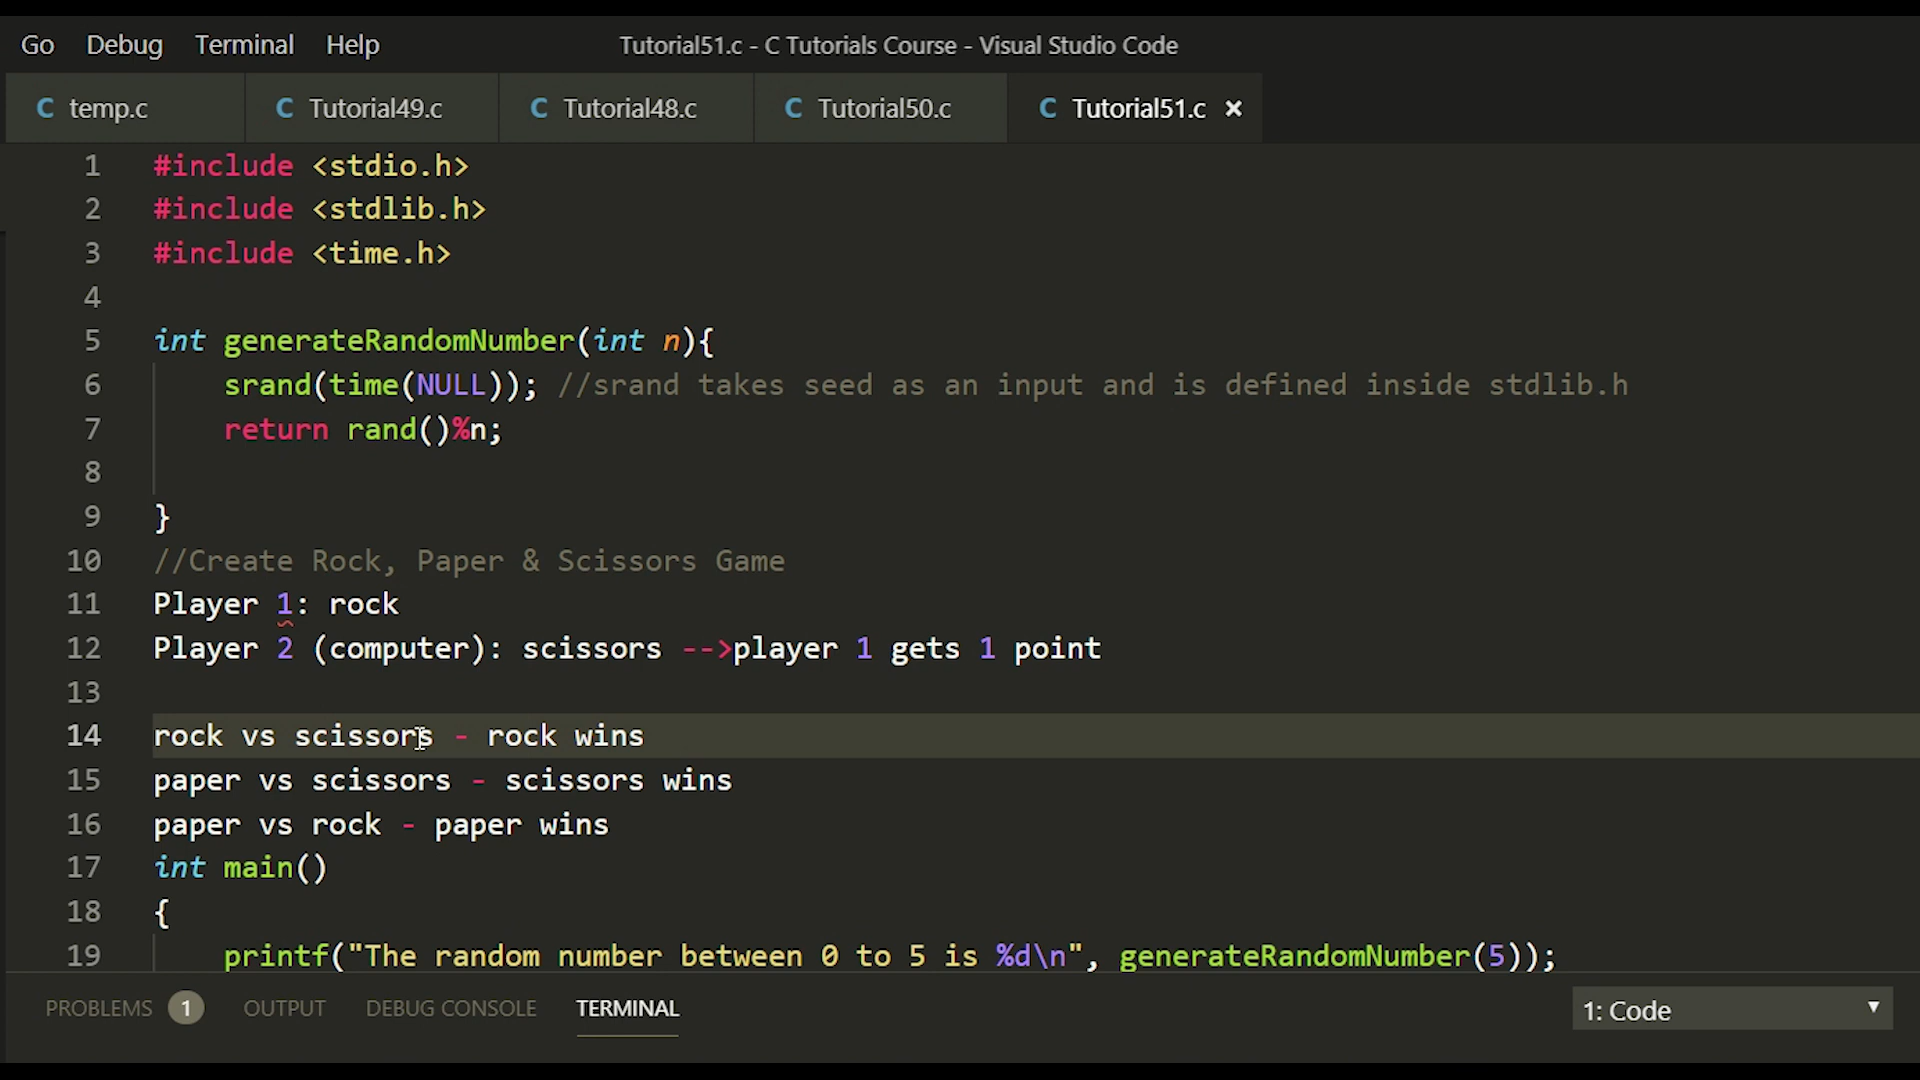 Go Debug Terminal Help Tutorial51.c - C Tutorials Course - Visual Studio Code
C temp.c C Tutorial49.c C Tutorial48.c C Tutorial50.c C Tutorial51.c ×
1 #include <stdio.h>
2 #include <stdlib.h>
3 #include <time.h>
4
5 int generateRandomNumber(int n){
6 srand(time(NULL)); //srand takes seed as an input and is defined inside stdlib.h
7 return rand()%n;
8
9 }
10 //Create Rock, Paper & Scissors Game
11 Player 1: rock
12 Player 2 (computer): scissors -->player 1 gets 1 point
13
14 rock vs scissors - rock wins
15 paper vs scissors - scissors wins
16 paper vs rock - paper wins
17 int main()
18 {
19 printf("The random number between 0 to 5 is %d\n", generateRandomNumber(5));
PROBLEMS 1 OUTPUT DEBUG CONSOLE TERMINAL 1: Code